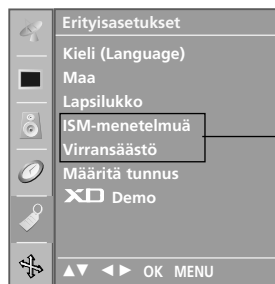 Erityisasetukset
Kieli (Language)
Maa
Lapsilukko
ISM-menetelmuä
Virransäästö
Määritä tunnus
XD Demo
▲▼ ◄► OK MENU